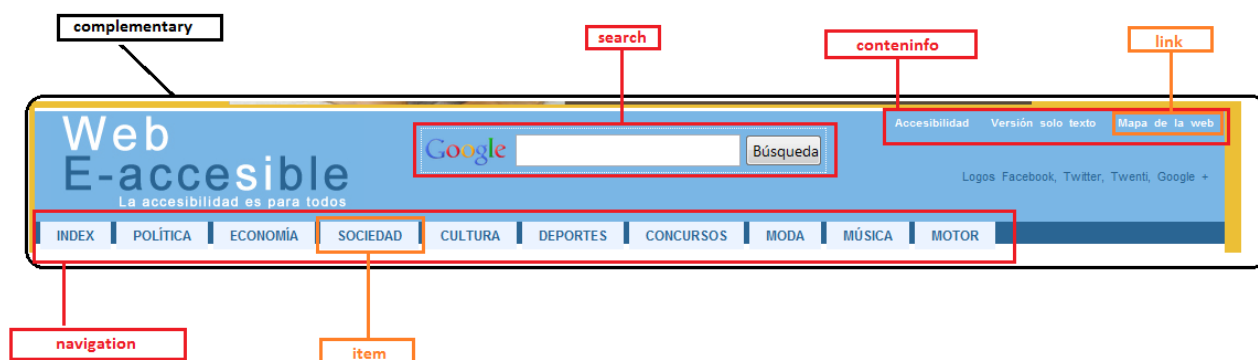 complementary
search
conteninfo
link
Accesibilidad Versión solo texto Mapa de la web
Web
E-accesible
La accesibilidad es para todos
Google Búsqueda
Logos Facebook, Twitter, Twenti, Google +
INDEX POLÍTICA ECONOMÍA SOCIEDAD CULTURA DEPORTES CONCURSOS MODA MÚSICA MOTOR
navigation
item